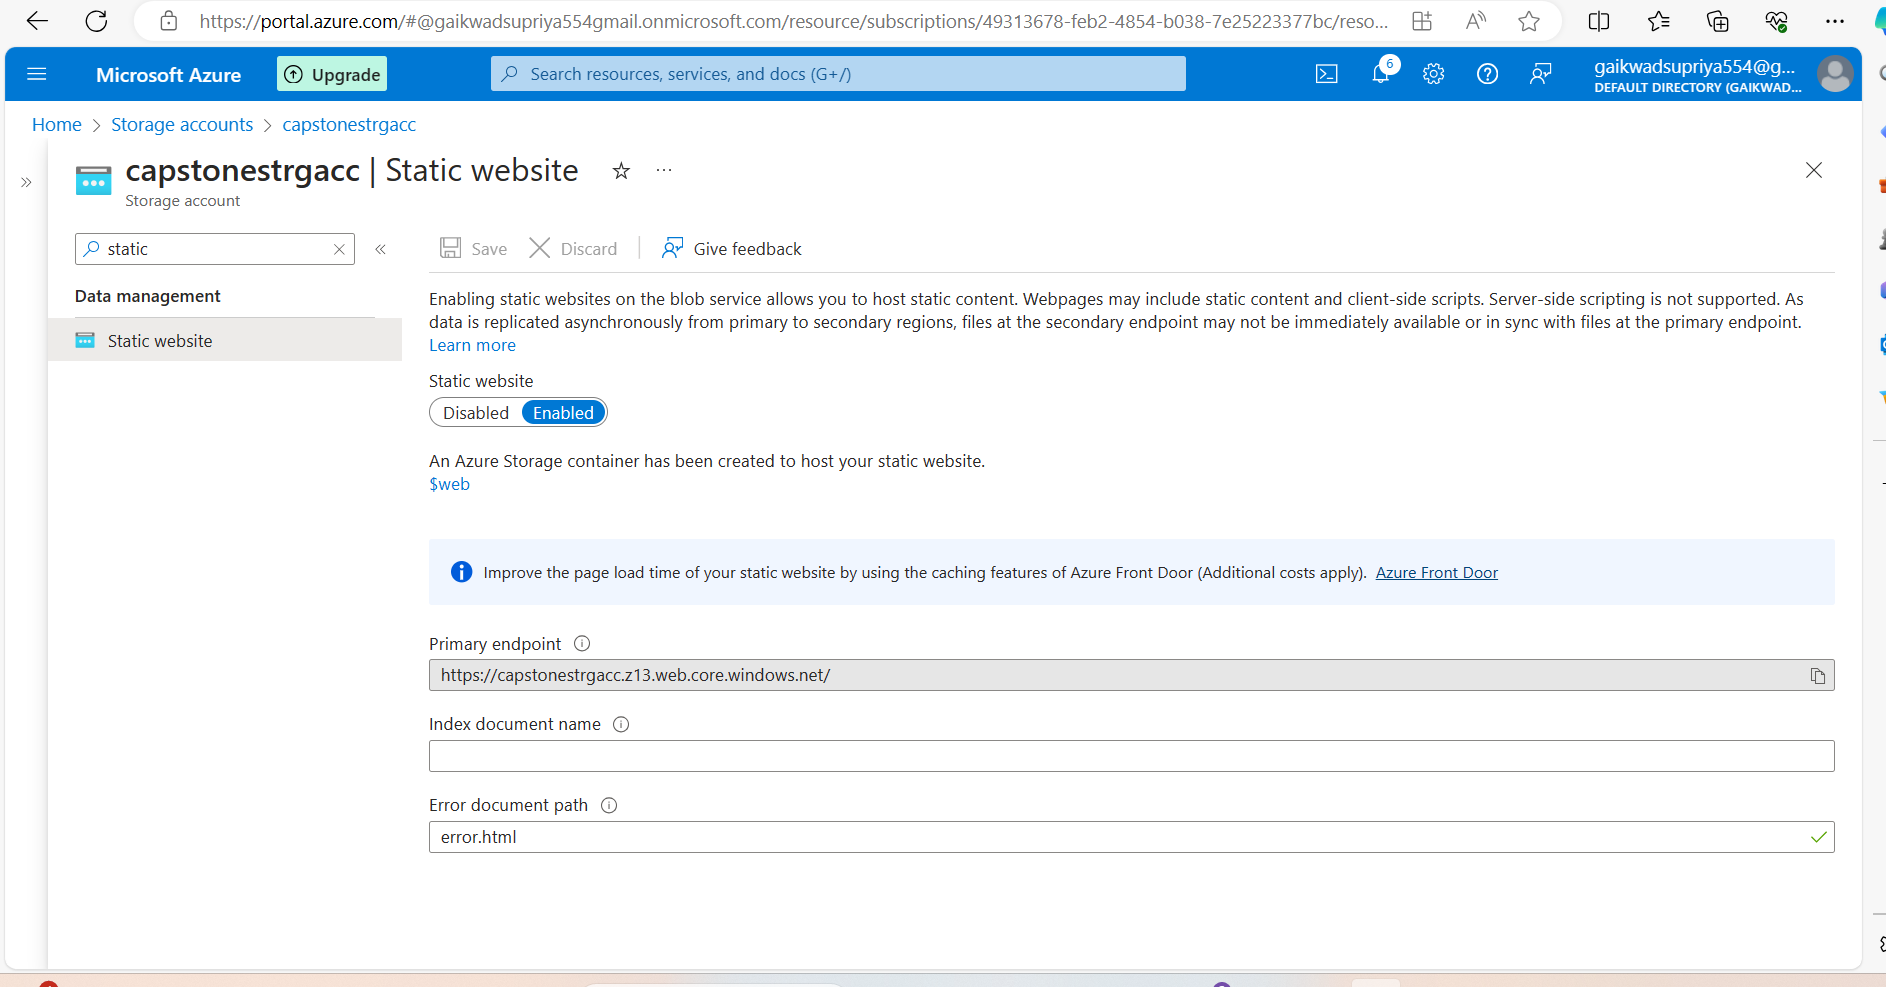 https://portal.azure.com/#@gaikwadsupriya554gmail.onmicrosoft.com/resource/subscriptions/49313678-feb2-4854-b038-7e25223377bc/reso...
Microsoft Azure
Upgrade
Search resources, services, and docs (G+/)
6
gaikwadsupriya554@g...
DEFAULT DIRECTORY (GAIKWAD...
Home > Storage accounts > capstonestrgacc
capstonestrgacc | Static website
Storage account
static
Save
Discard
Give feedback
Data management
Static website
Enabling static websites on the blob service allows you to host static content. Webpages may include static content and client-side scripts. Server-side scripting is not supported. As
data is replicated asynchronously from primary to secondary regions, files at the secondary endpoint may not be immediately available or in sync with files at the primary endpoint.
Learn more
Static website
Disabled Enabled
An Azure Storage container has been created to host your static website.
$web
Improve the page load time of your static website by using the caching features of Azure Front Door (Additional costs apply). Azure Front Door
Primary endpoint
https://capstonestrgacc.z13.web.core.windows.net/
Index document name
Error document path
error.html